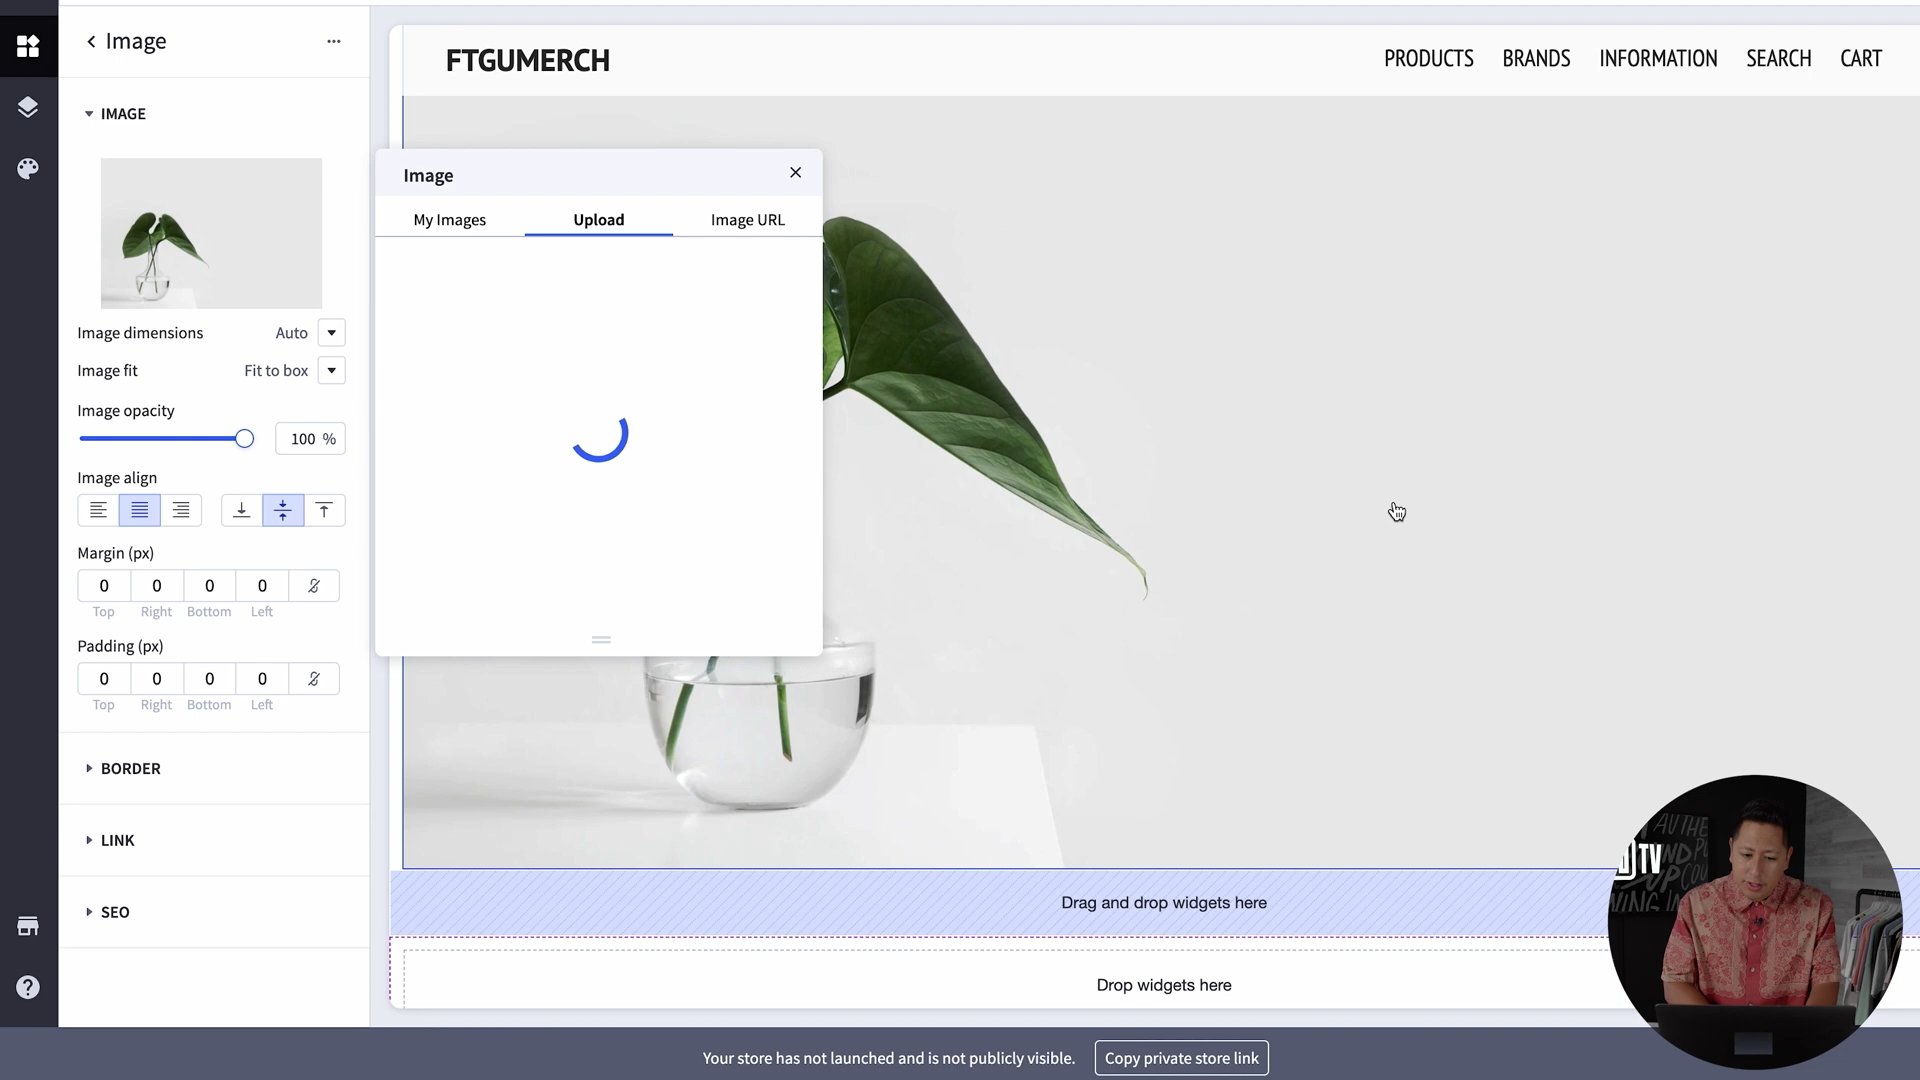 Image
...
IMAGE
Image dimensions Auto
Image fit Fit to box
Image opacity
100 %
Image align
Margin (px)
0 0 0 0
Top Right Bottom Left
Padding (px)
0 0 0 0
Top Right Bottom Left
BORDER
LINK
SEO
?
FTGUMERCH
PRODUCTS BRANDS INFORMATION SEARCH CART
Image
My Images Upload Image URL
Drag and drop widgets here
Drop widgets here
TV
Your store has not launched and is not publicly visible. Copy private store link